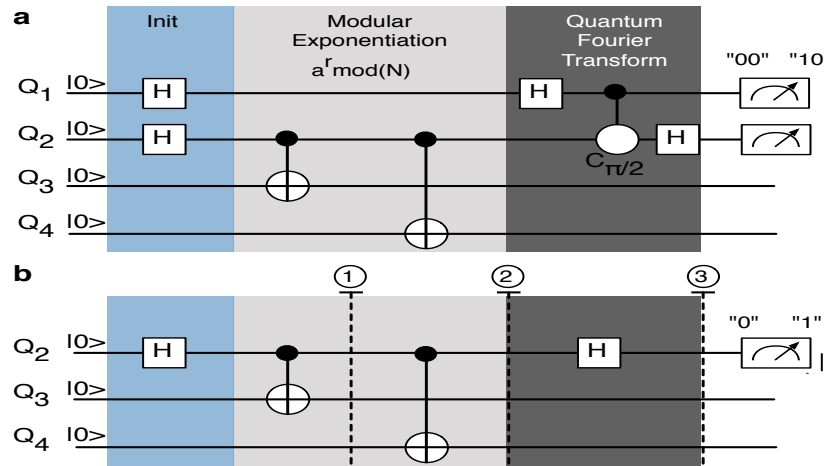 a
Init
Modular
Exponentiation
a^r mod(N)
Quantum
Fourier
Transform
Q1 |0> H H "00" "10
Q2 |0> H H
Cπ/2
Q3 |0>
Q4 |0>
b
1 2 3
Q2 |0> H H "0" "1"
Q3 |0>
Q4 |0>